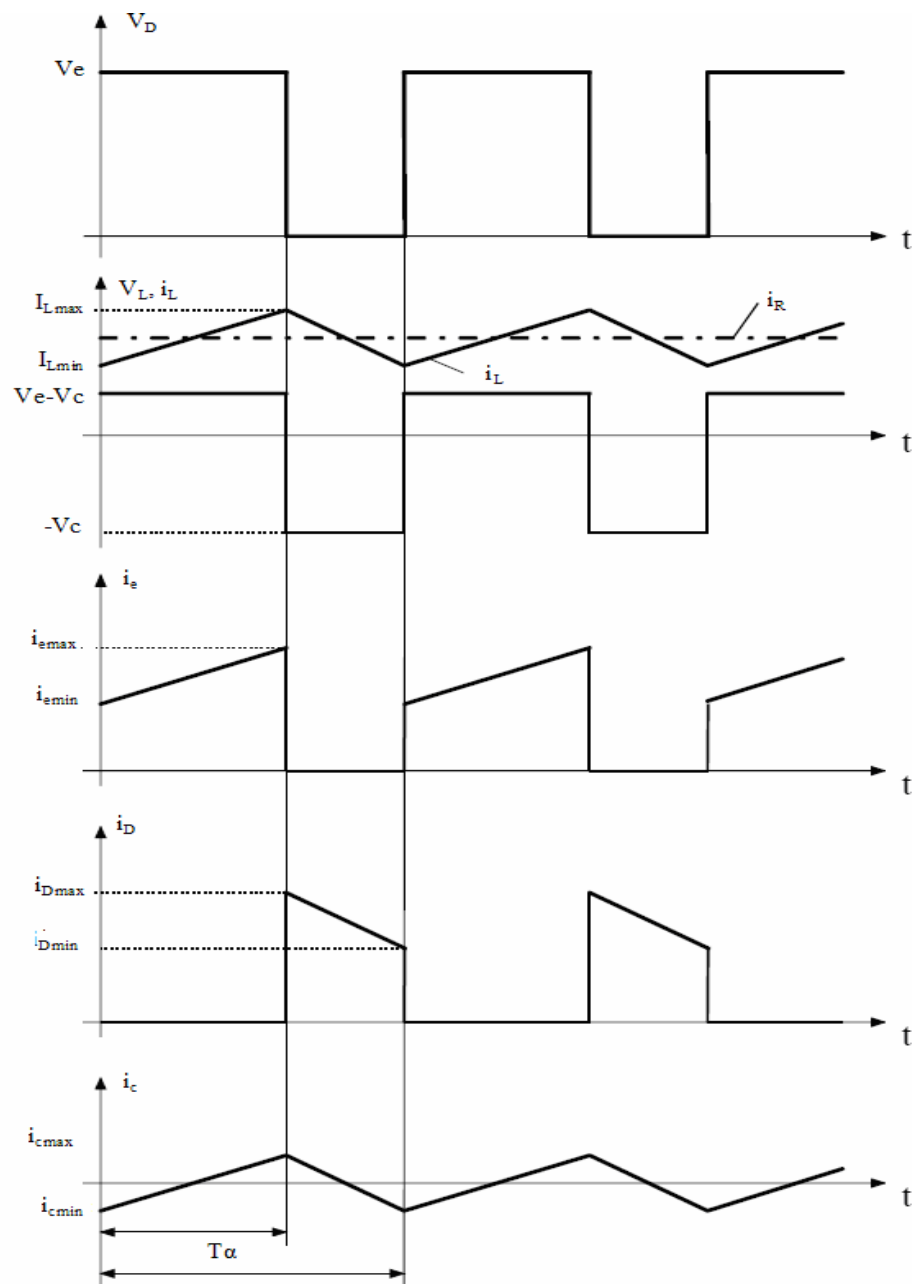 V_D
Ve
t
V_L, i_L
I_Lmax
i_R
I_Lmin
i_L
Ve-Vc
t
-Vc
i_e
i_emax
i_emin
t
i_D
i_Dmax
i_Dmin
t
i_c
i_cmax
i_cmin
t
Tα